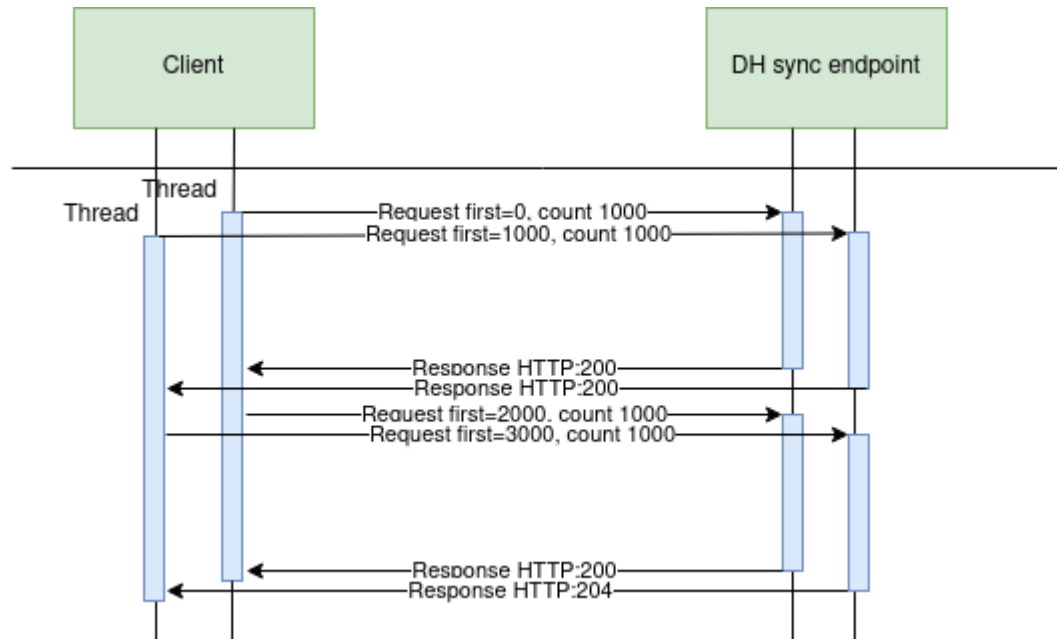 Client
DH sync endpoint
Thread
Thread
Request first=0, count 1000
Request first=1000, count 1000
Response HTTP:200
Response HTTP:200
Request first=2000, count 1000
Request first=3000, count 1000
Response HTTP:200
Response HTTP:204